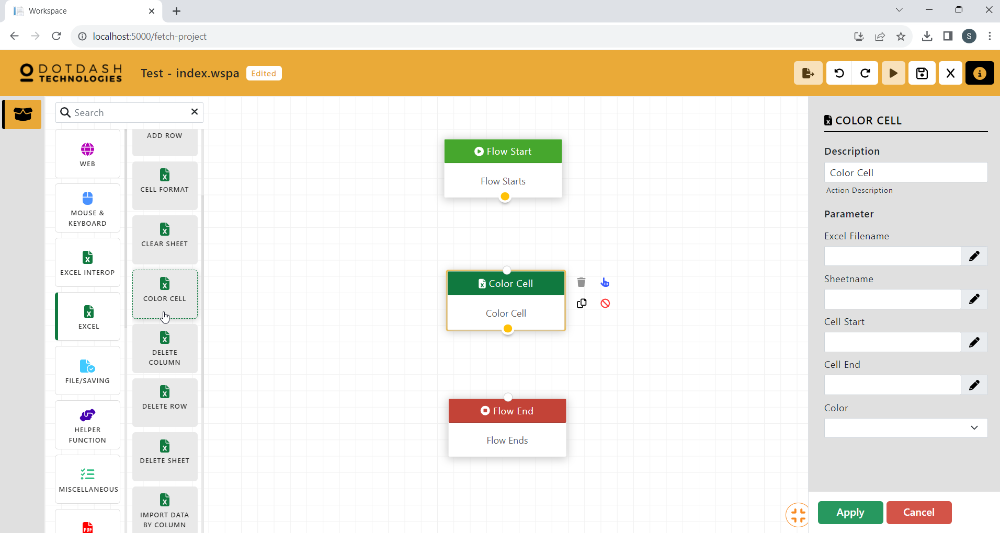 Workspace
localhost:5000/fetch-project
S
DOTDASH
TECHNOLOGIES
Test - index.wspa
Edited
Search
WEB
MOUSE &
KEYBOARD
EXCEL INTEROP
EXCEL
FILE/SAVING
HELPER
FUNCTION
MISCELLANEOUS
PDF
ADD ROW
CELL FORMAT
CLEAR SHEET
COLOR CELL
DELETE
COLUMN
DELETE ROW
DELETE SHEET
IMPORT DATA
BY COLUMN
Flow Start
Flow Starts
Color Cell
Color Cell
Flow End
Flow Ends
COLOR CELL
Description
Color Cell
Action Description
Parameter
Excel Filename
Sheetname
Cell Start
Cell End
Color
Apply
Cancel